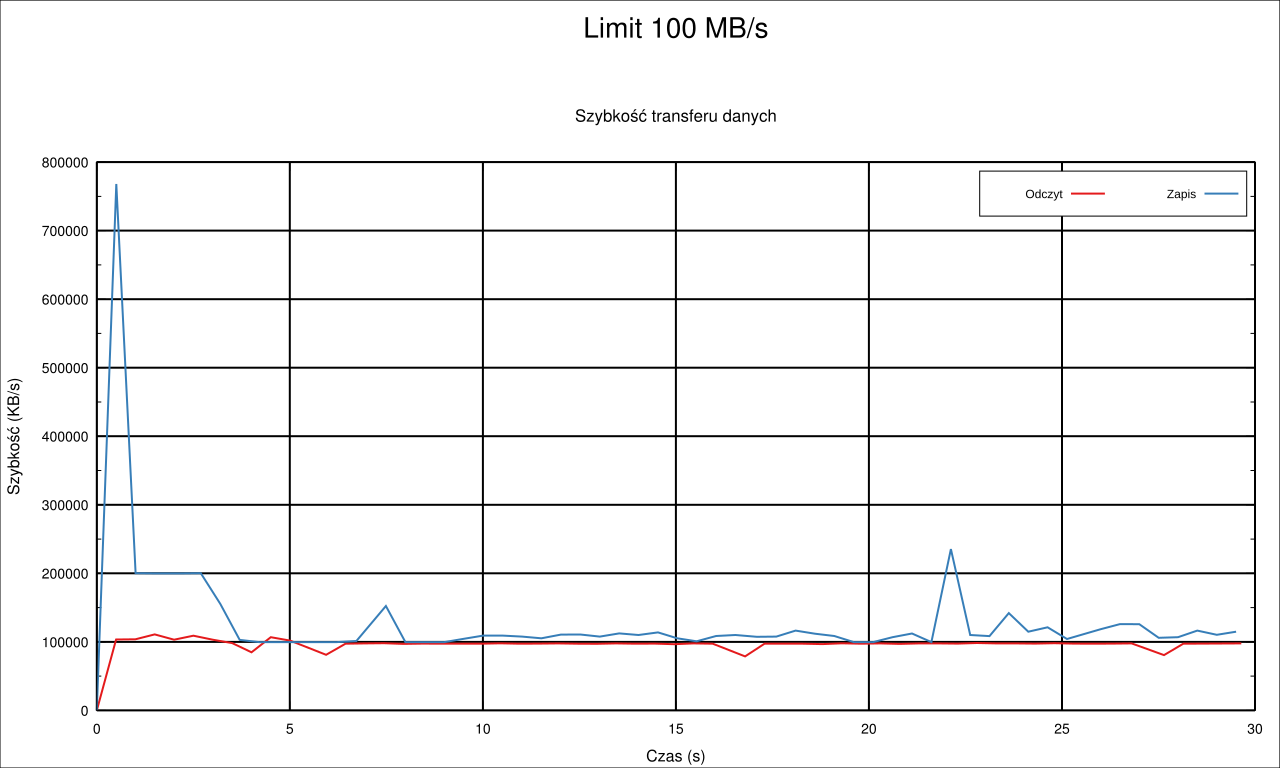 Limit 100 MB/s
Szybkość transferu danych
800000
700000
600000
500000
400000
300000
200000
100000
0
Szybkość (KB/s)
Odczyt
Zapis
0 5 10 15 20 25 30
Czas (s)